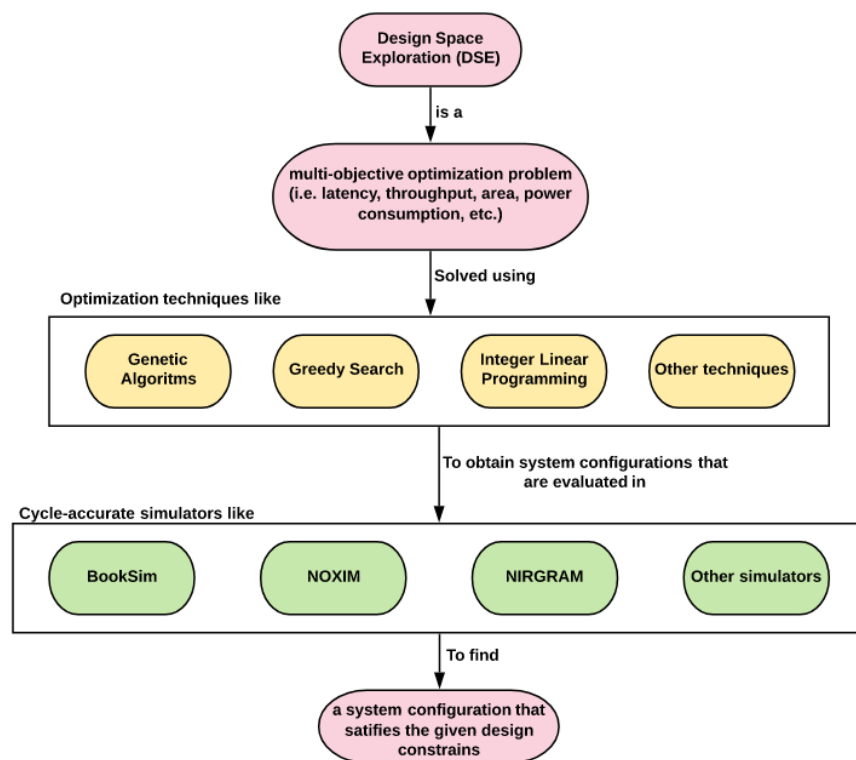 Design Space
Exploration (DSE)
is a
multi-objective optimization problem
(i.e. latency, throughput, area, power
consumption, etc.)
Solved using
Optimization techniques like
Genetic
Algoritms
Greedy Search
Integer Linear
Programming
Other techniques
To obtain system configurations that
are evaluated in
Cycle-accurate simulators like
BookSim
NOXIM
NIRGRAM
Other simulators
To find
a system configuration that
satifies the given design
constrains